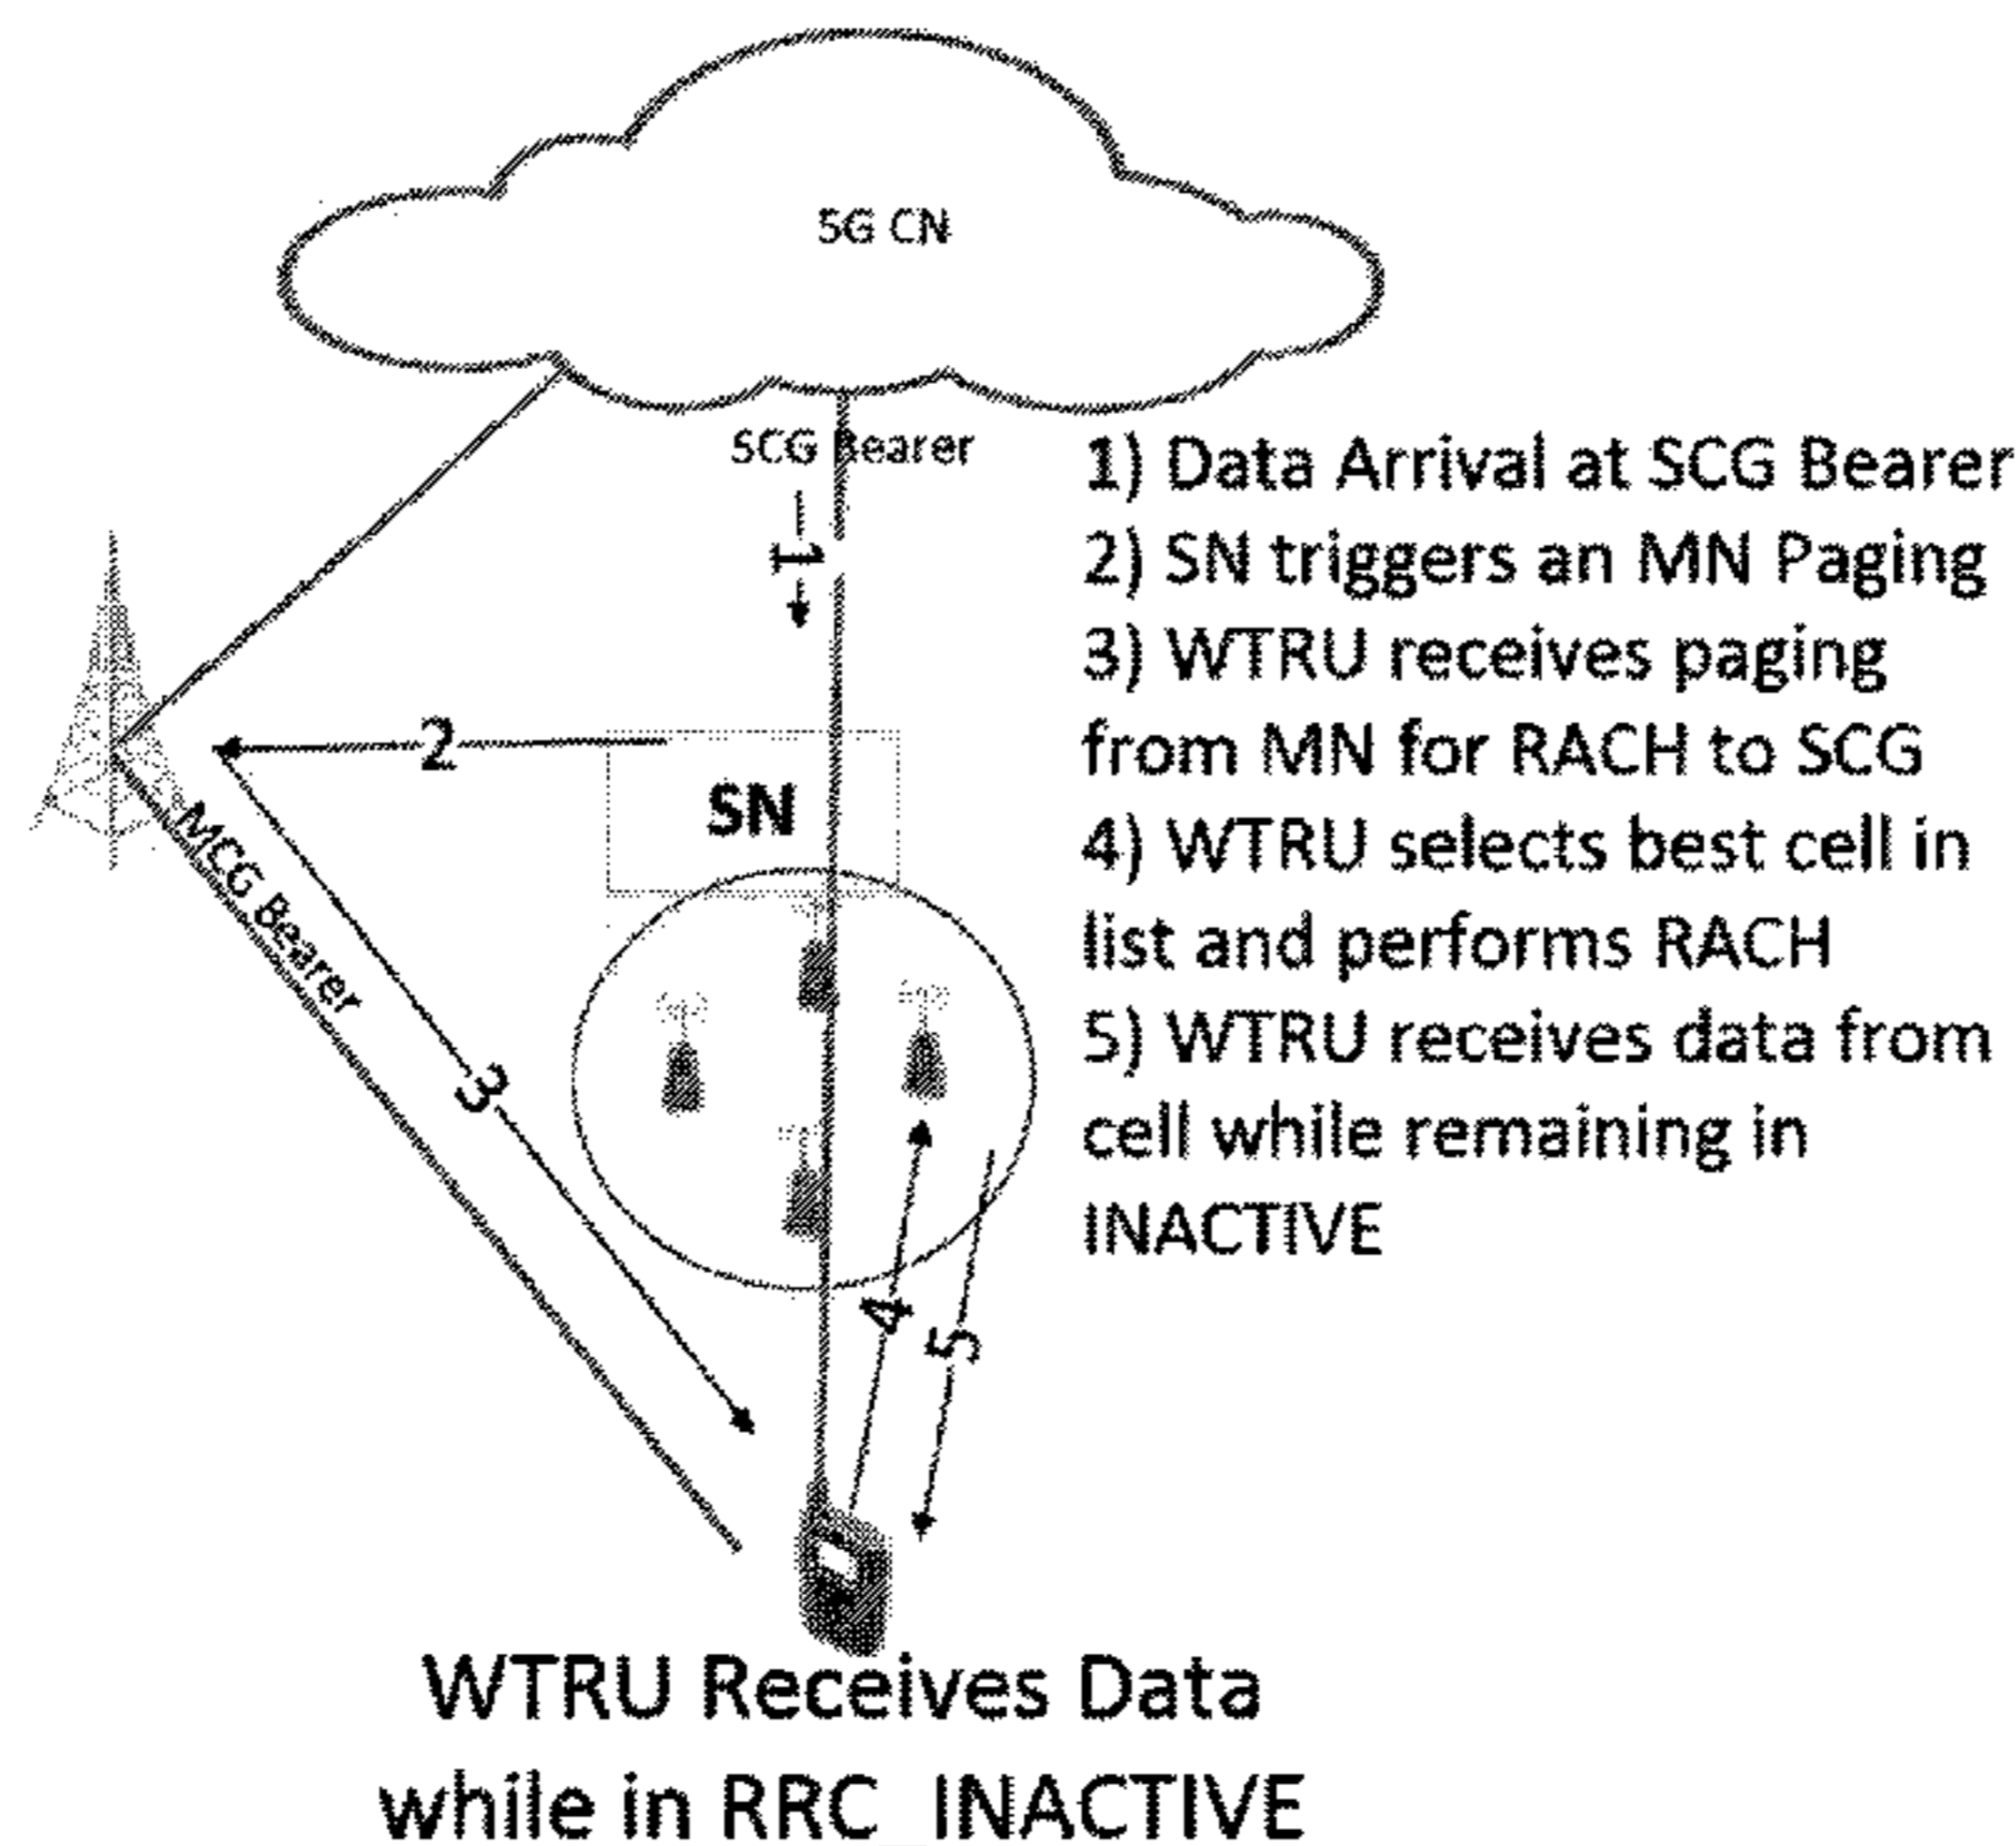 5G CN
SCG Bearer
1) Data Arrival at SCG Bearer
2) SN triggers an MN Paging
3) WTRU receives paging
from MN for RACH to SCG
4) WTRU selects best cell in
list and performs RACH
5) WTRU receives data from
cell while remaining in
INACTIVE
1
2
SN
MCG Bearer
3
4
5
WTRU Receives Data
while in RRC_INACTIVE